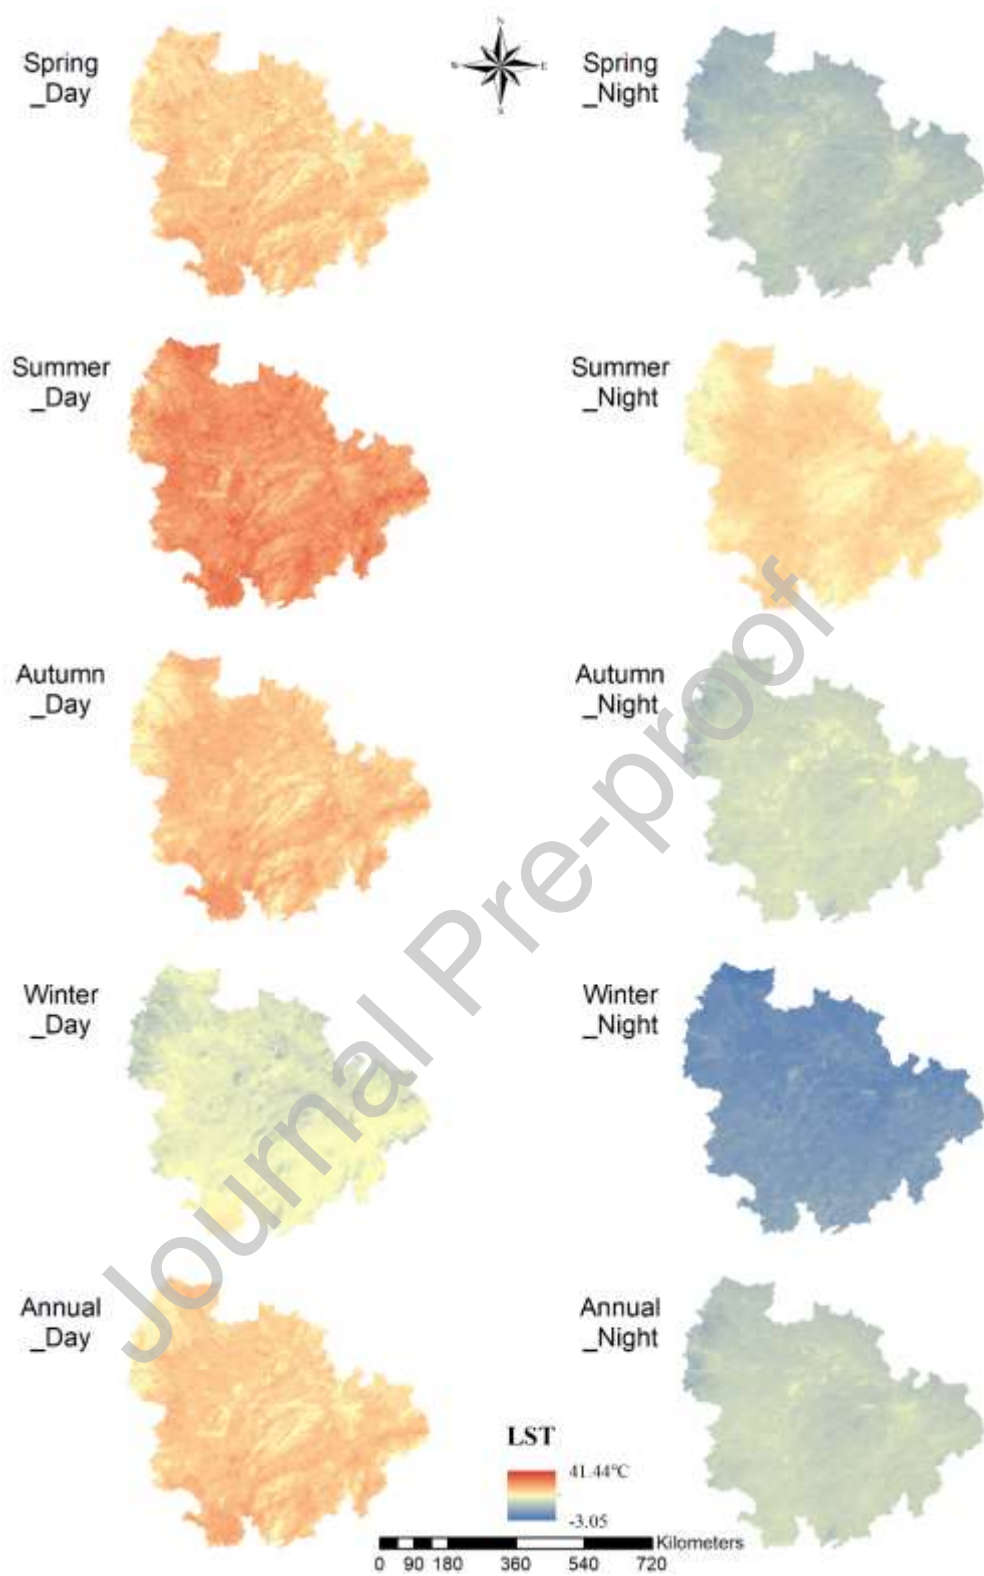 N
W
E
S
Spring
_Day
Spring
_Night
Summer
_Day
Summer
_Night
Autumn
_Day
Autumn
_Night
Winter
_Day
Winter
_Night
Annual
_Day
Annual
_Night
LST
41.44℃
-3.05
Kilometers
0 90 180 360 540 720
Journal Pre-proof